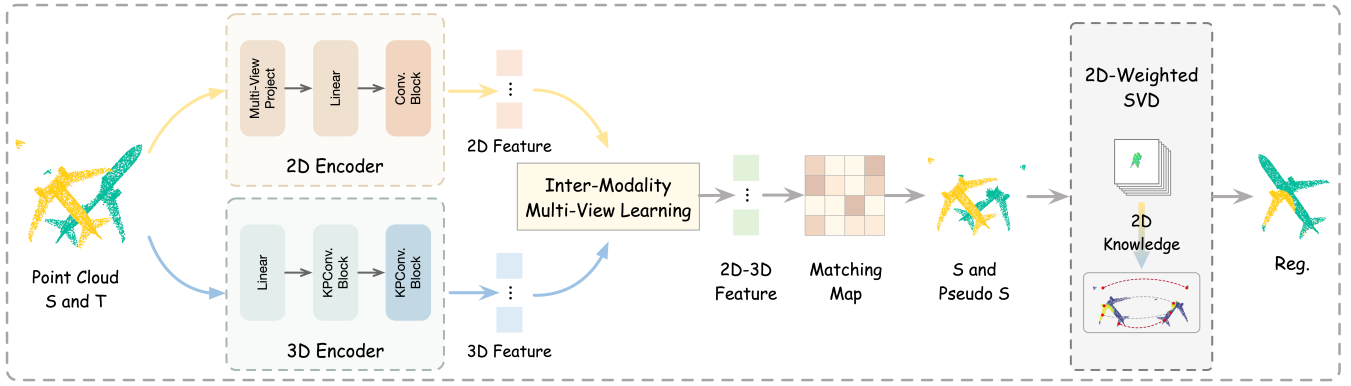 Point Cloud
S and T
Multi-View
Project
Linear
Conv.
Block
2D Encoder
Linear
KPConv.
Block
KPConv.
Block
3D Encoder
2D Feature
3D Feature
Inter-Modality
Multi-View Learning
2D-3D
Feature
Matching
Map
S and
Pseudo S
2D-Weighted
SVD
2D
Knowledge
Reg.